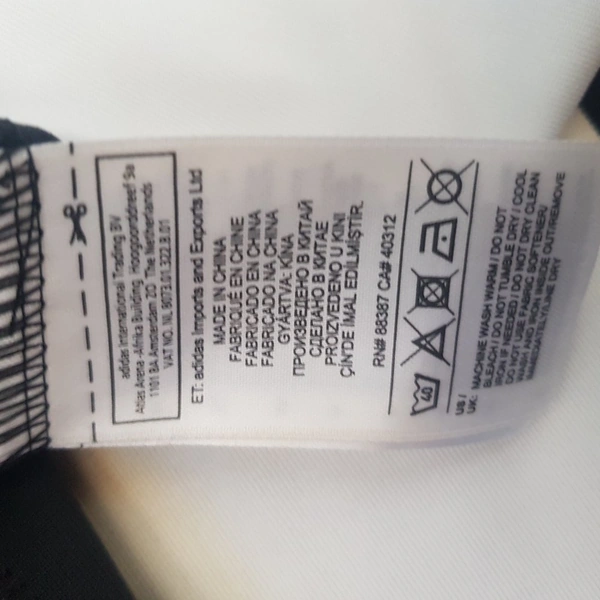 adidas International Trading BV
Atlas Arena -Afrika Building, Hoogoorddreef 9a
1101 BA Amsterdam ZO The Netherlands
VAT NO. NL 8073.01.322.B.01
ET: adidas Imports and Exports Ltd
MADE IN CHINA
FABRIQUÉ EN CHINE
FABRICADO EN CHINA
FABRICADO NA CHINA
GYÁRTVA: KÍNA
ПРОИЗВЕДЕНО В КИТАЙ
СДЕЛАНО В КИТАЕ
PROIZVEDENO U KINI
ÇİN'DE İMAL EDİLMİŞTİR.
RN# 88387 CA# 40312
40
US /
UK: MACHINE WASH WARM / DO NOT
BLEACH / DO NOT TUMBLE DRY / COOL
IRON IF NEEDED / DO NOT DRY CLEAN
DO NOT USE FABRIC SOFTENER/
WASH AND IRON INSIDE OUT/REMOVE
IMMEDIATELY/LINE DRY